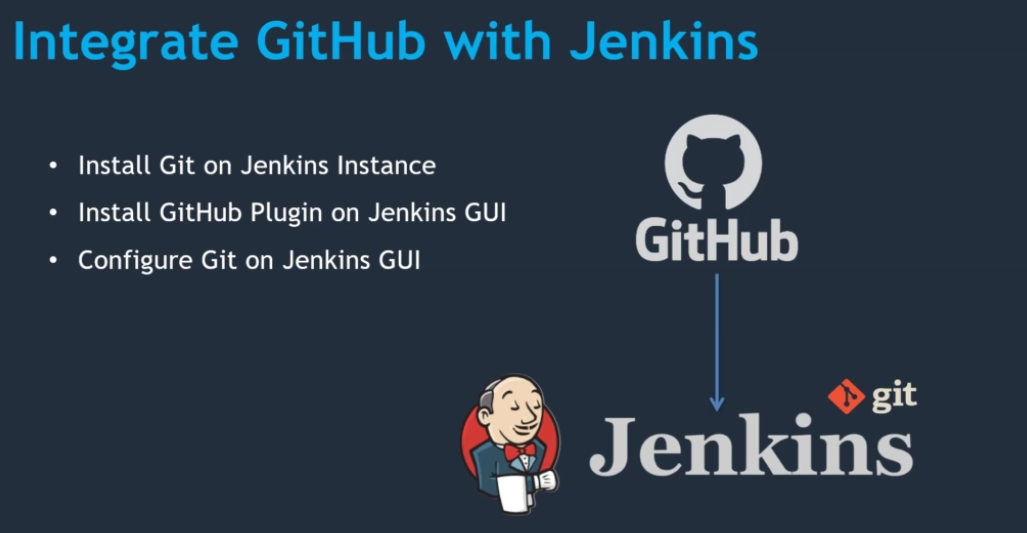 Integrate GitHub with Jenkins
• Install Git on Jenkins Instance
• Install GitHub Plugin on Jenkins GUI
• Configure Git on Jenkins GUI
GitHub
git
Jenkins